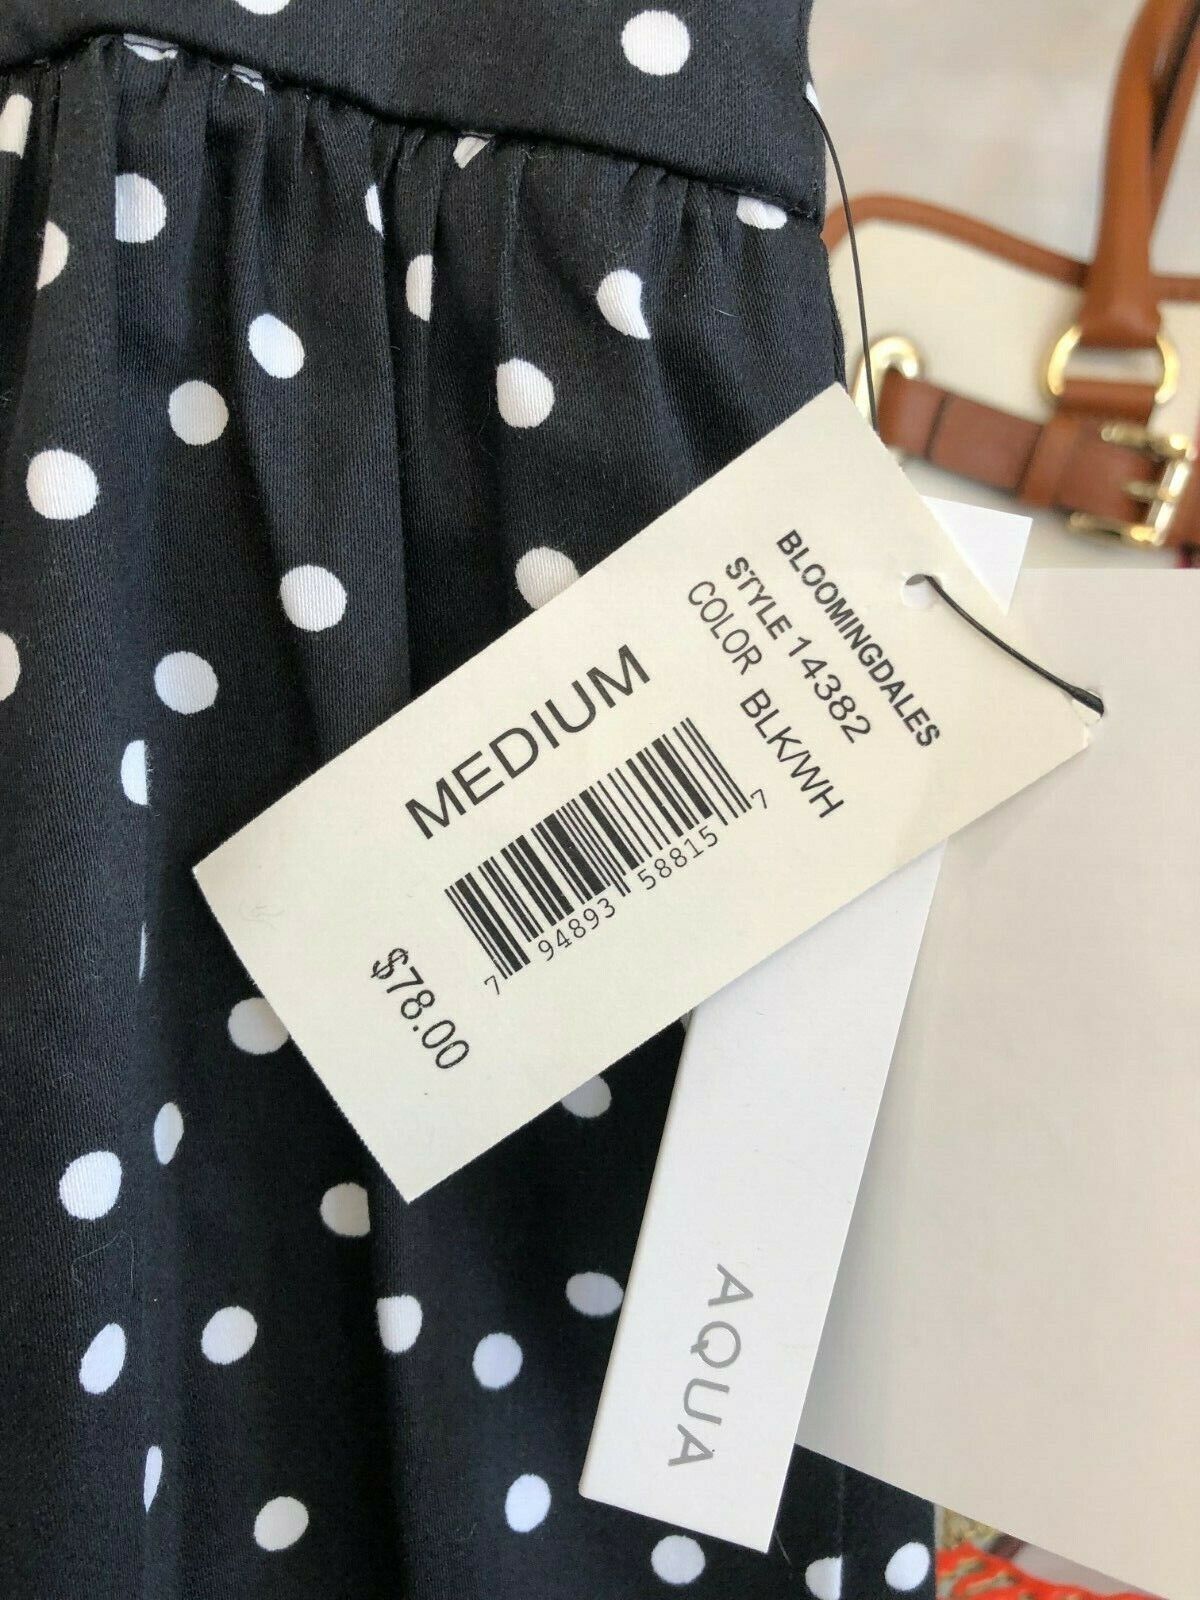 BLOOMINGDALES
STYLE 14382
COLOR BLK/WH
MEDIUM
7 94893 58815 7
$78.00
AQUA